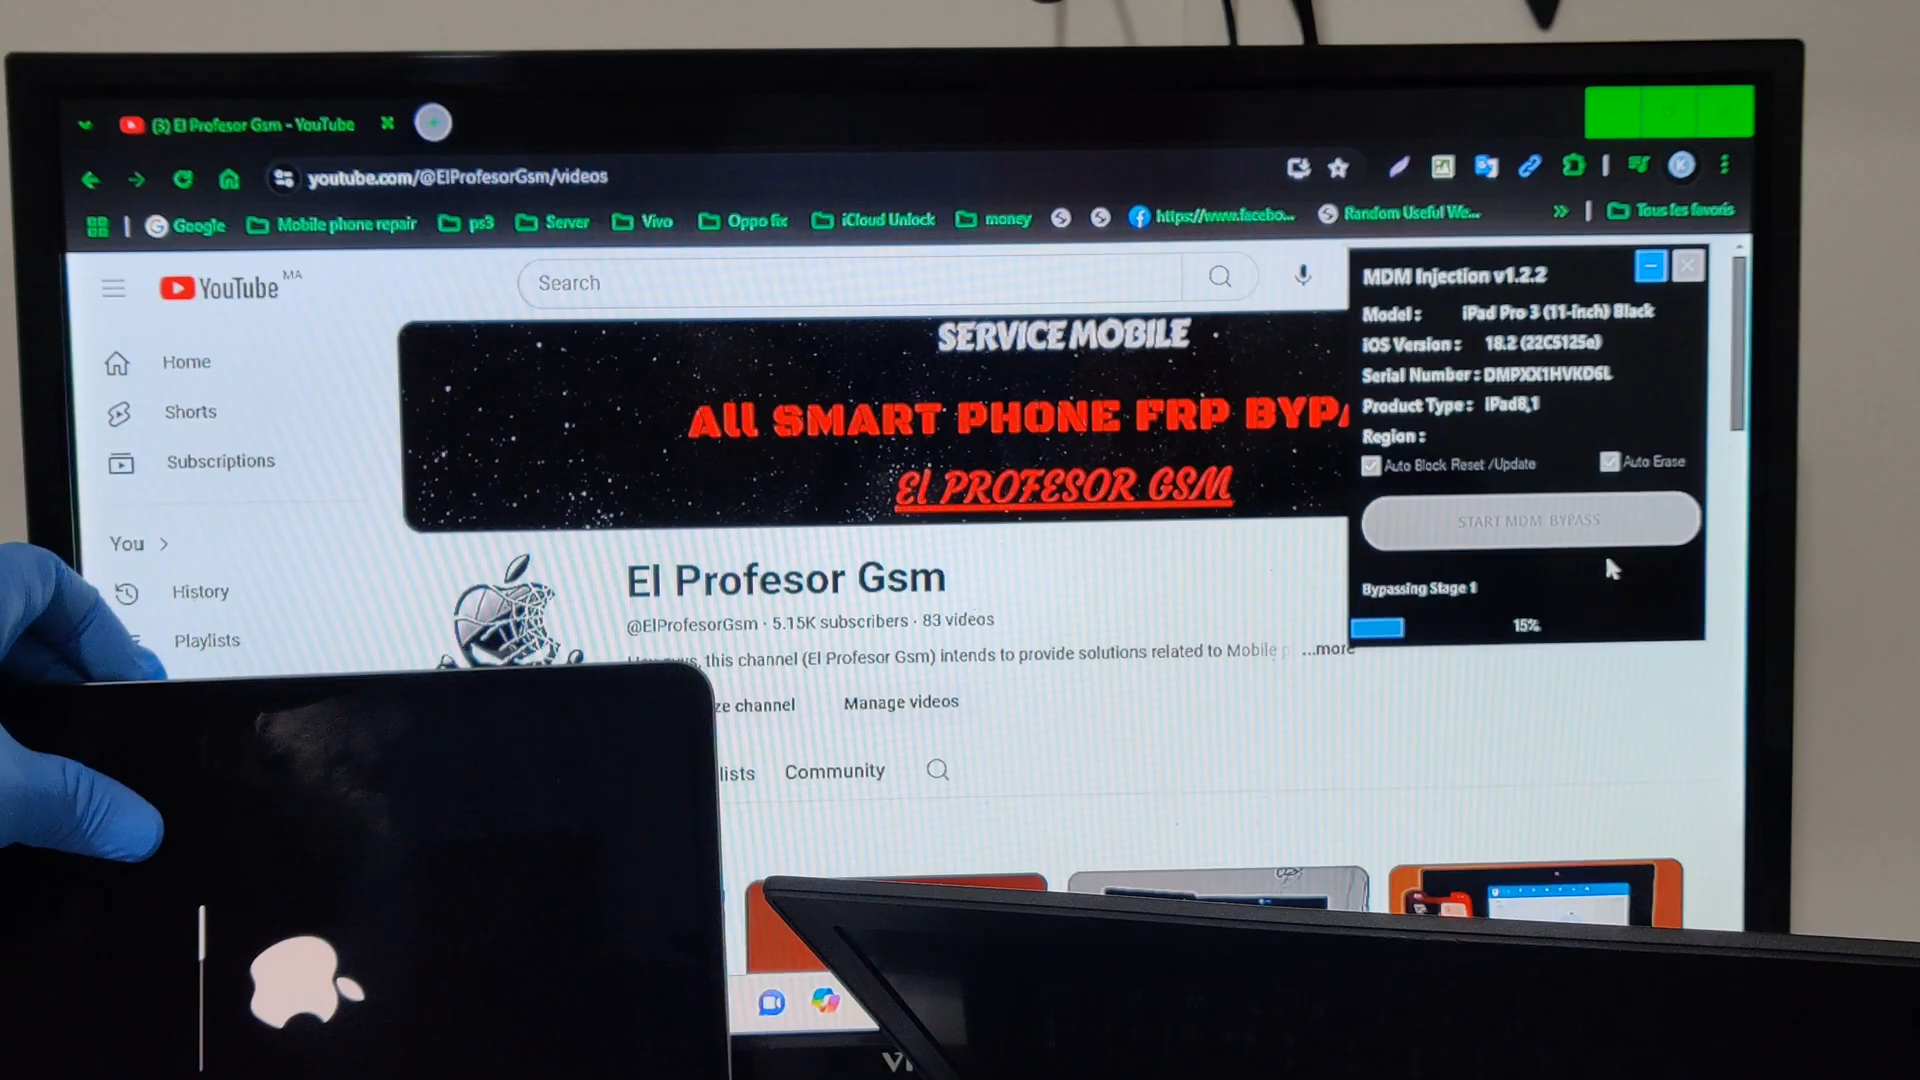 (3) El Profesor Gsm - YouTube
youtube.com/@ElProfesorGsm/videos
Google Mobile phone repair ps3 Server Vivo Oppo fix iCloud Unlock money https://www.facebo... Random Useful We... Tous les favoris
YouTube MA
Search
Home
Shorts
Subscriptions
You
History
Playlists
SERVICE MOBILE
All SMART PHONE FRP BYPA
El PROFESOR GSM
El Profesor Gsm
@ElProfesorGsm · 5.15K subscribers · 83 videos
this channel (El Profesor Gsm) intends to provide solutions related to Mobile p ...more
ze channel
Manage videos
lists
Community
MDM Injection v1.2.2
Model : iPad Pro 3 (11-inch) Black
iOS Version : 18.2 (22C5125e)
Serial Number : DMPXX1HVKD6L
Product Type : iPad8,1
Region :
Auto Block Reset /Update Auto Erase
START MDM BYPASS
Bypassing Stage 1
15%
K